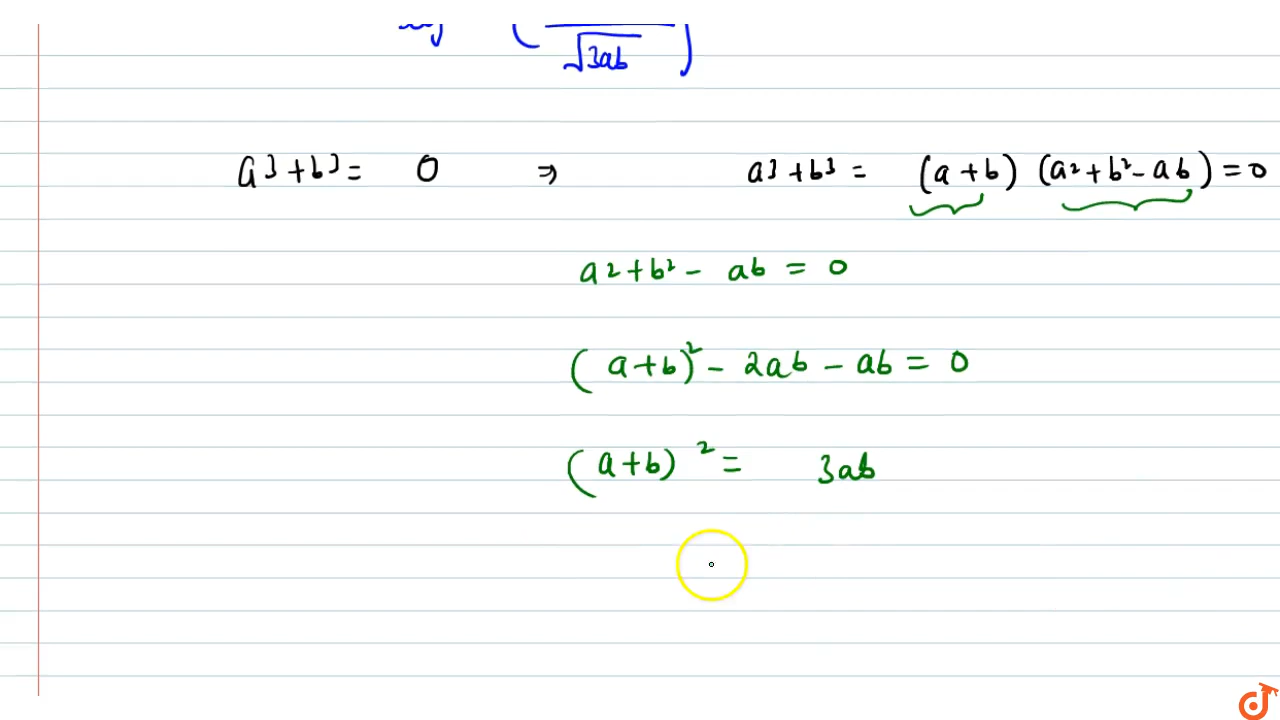 √3ab
a³ + b³ = 0 ⇒ a³ + b³ = (a + b) (a² + b² - ab) = 0
a² + b² - ab = 0
(a + b)² - 2ab - ab = 0
(a + b)² = 3ab